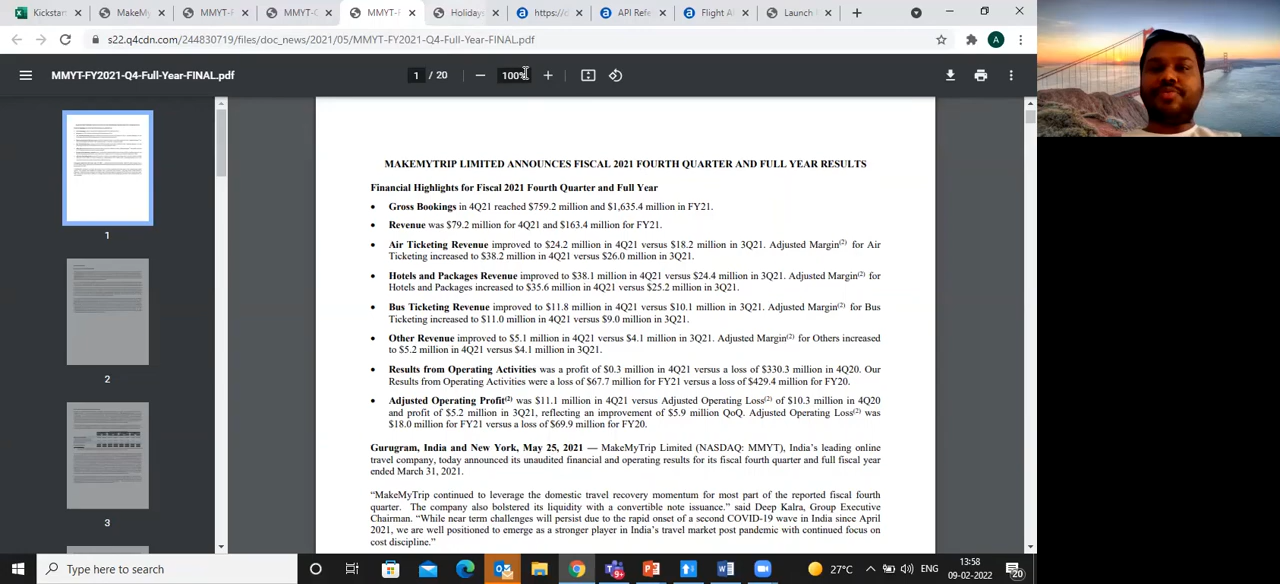 Kickstart
MakeMy
MMYT-F
MMYT-C
MMYT-F
Holidays
https://d
API Refe
Flight AP
Launch
s22.q4cdn.com/244830719/files/doc_news/2021/05/MMYT-FY2021-Q4-Full-Year-FINAL.pdf
A
MMYT-FY2021-Q4-Full-Year-FINAL.pdf
1 / 20
100%
1
2
3
MAKEMYTRIP LIMITED ANNOUNCES FISCAL 2021 FOURTH QUARTER AND FULL YEAR RESULTS
Financial Highlights for Fiscal 2021 Fourth Quarter and Full Year
• Gross Bookings in 4Q21 reached $759.2 million and $1,635.4 million in FY21.
• Revenue was $79.2 million for 4Q21 and $163.4 million for FY21.
• Air Ticketing Revenue improved to $24.2 million in 4Q21 versus $18.2 million in 3Q21. Adjusted Margin(2) for Air
Ticketing increased to $38.2 million in 4Q21 versus $26.0 million in 3Q21.
• Hotels and Packages Revenue improved to $38.1 million in 4Q21 versus $24.4 million in 3Q21. Adjusted Margin(2) for
Hotels and Packages increased to $35.6 million in 4Q21 versus $25.2 million in 3Q21.
• Bus Ticketing Revenue improved to $11.8 million in 4Q21 versus $10.1 million in 3Q21. Adjusted Margin(2) for Bus
Ticketing increased to $11.0 million in 4Q21 versus $9.0 million in 3Q21.
• Other Revenue improved to $5.1 million in 4Q21 versus $4.1 million in 3Q21. Adjusted Margin(2) for Others increased
to $5.2 million in 4Q21 versus $4.1 million in 3Q21.
• Results from Operating Activities was a profit of $0.3 million in 4Q21 versus a loss of $330.3 million in 4Q20. Our
Results from Operating Activities were a loss of $67.7 million for FY21 versus a loss of $429.4 million for FY20.
• Adjusted Operating Profit(2) was $11.1 million in 4Q21 versus Adjusted Operating Loss(2) of $10.3 million in 4Q20
and profit of $5.2 million in 3Q21, reflecting an improvement of $5.9 million QoQ. Adjusted Operating Loss(2) was
$18.0 million for FY21 versus a loss of $69.9 million for FY20.
Gurugram, India and New York, May 25, 2021 — MakeMyTrip Limited (NASDAQ: MMYT), India's leading online
travel company, today announced its unaudited financial and operating results for its fiscal fourth quarter and full fiscal year
ended March 31, 2021.
“MakeMyTrip continued to leverage the domestic travel recovery momentum for most part of the reported fiscal fourth
quarter. The company also bolstered its liquidity with a convertible note issuance.” said Deep Kalra, Group Executive
Chairman. “While near term challenges will persist due to the rapid onset of a second COVID-19 wave in India since April
2021, we are well positioned to emerge as a stronger player in India's travel market post pandemic with continued focus on
cost discipline.”
Type here to search
27°C
ENG
13:58
09-02-2022
20